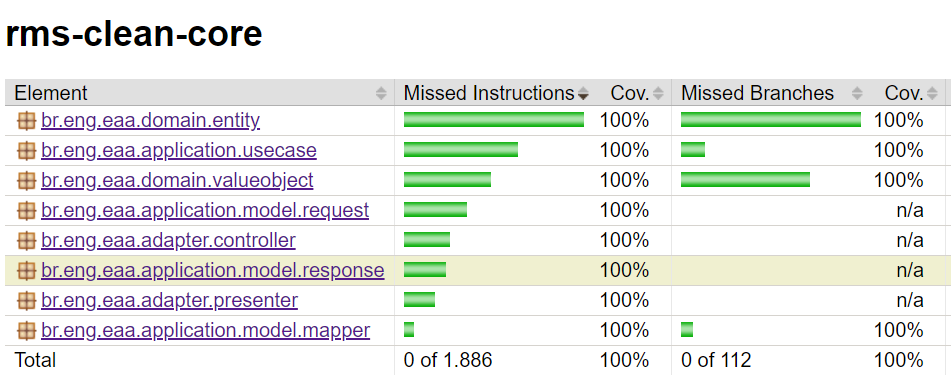 rms-clean-core
Element Missed Instructions Cov. Missed Branches Cov.
br.eng.eaa.domain.entity 100% 100%
br.eng.eaa.application.usecase 100% 100%
br.eng.eaa.domain.valueobject 100% 100%
br.eng.eaa.application.model.request 100% n/a
br.eng.eaa.adapter.controller 100% n/a
br.eng.eaa.application.model.response 100% n/a
br.eng.eaa.adapter.presenter 100% n/a
br.eng.eaa.application.model.mapper 100% 100%
Total 0 of 1.886 100% 0 of 112 100%